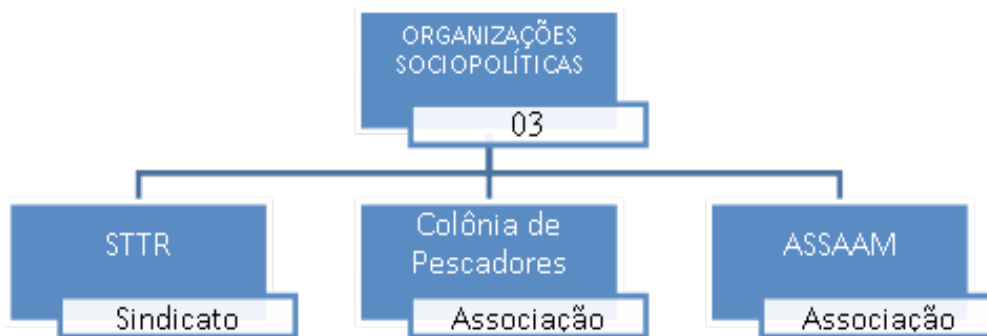 ORGANIZAÇÕES
SOCIOPOLÍTICAS
03
STTR
Sindicato
Colônia de
Pescadores
Associação
ASSAAM
Associação